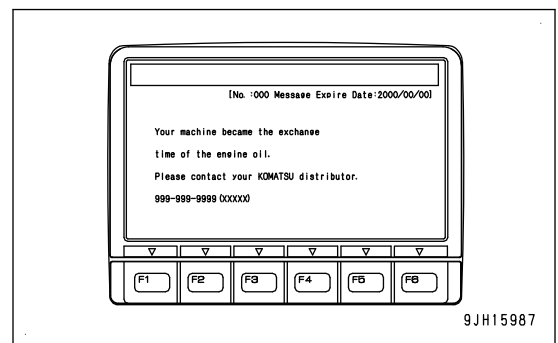 [No. :000 Message Expire Date:2000/00/00]
Your machine became the exchange
time of the engine oil.
Please contact your KOMATSU distributor.
999-999-9999(XXXXX)
F1 F2 F3 F4 F5 F6
9JH15987